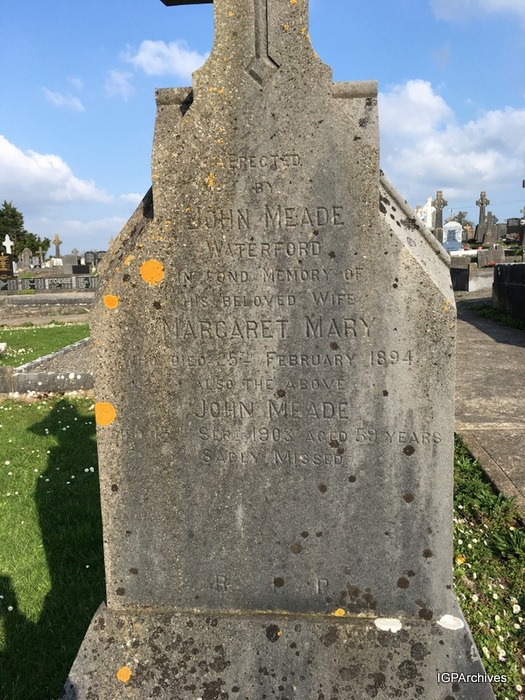 ERECTED
BY
JOHN MEADE
WATERFORD
IN FOND MEMORY OF
HIS BELOVED WIFE
MARGARET MARY
WHO DIED 25TH FEBRUARY 1894
ALSO THE ABOVE
JOHN MEADE
SEPT 1903 AGED 59 YEARS
SADLY MISSED
R I P
IGPArchives